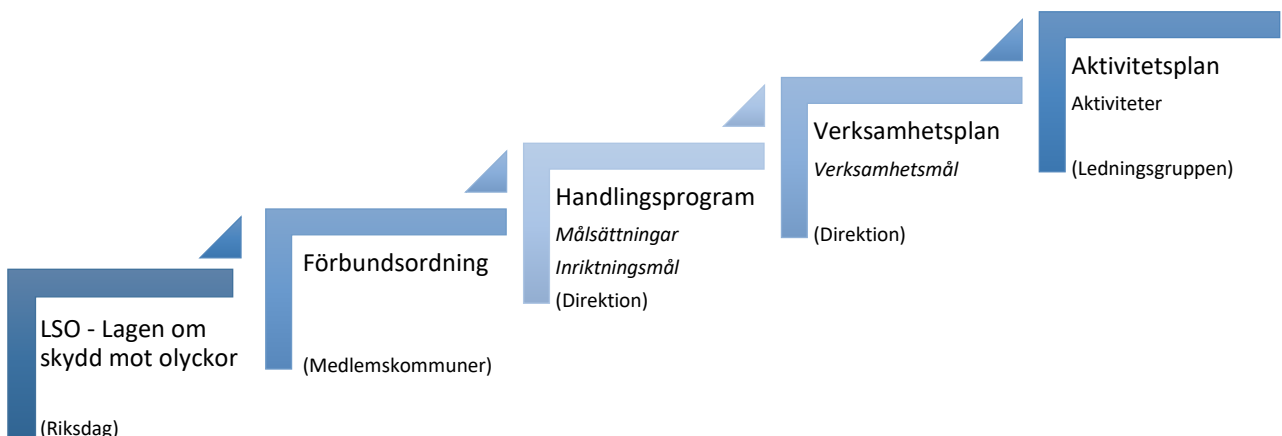 LSO - Lagen om
skydd mot olyckor
(Riksdag)
Förbundsordning
(Medlemskommuner)
Handlingsprogram
Målsättningar
Inriktningsmål
(Direktion)
Verksamhetsplan
Verksamhetsmål
(Direktion)
Aktivitetsplan
Aktiviteter
(Ledningsgruppen)